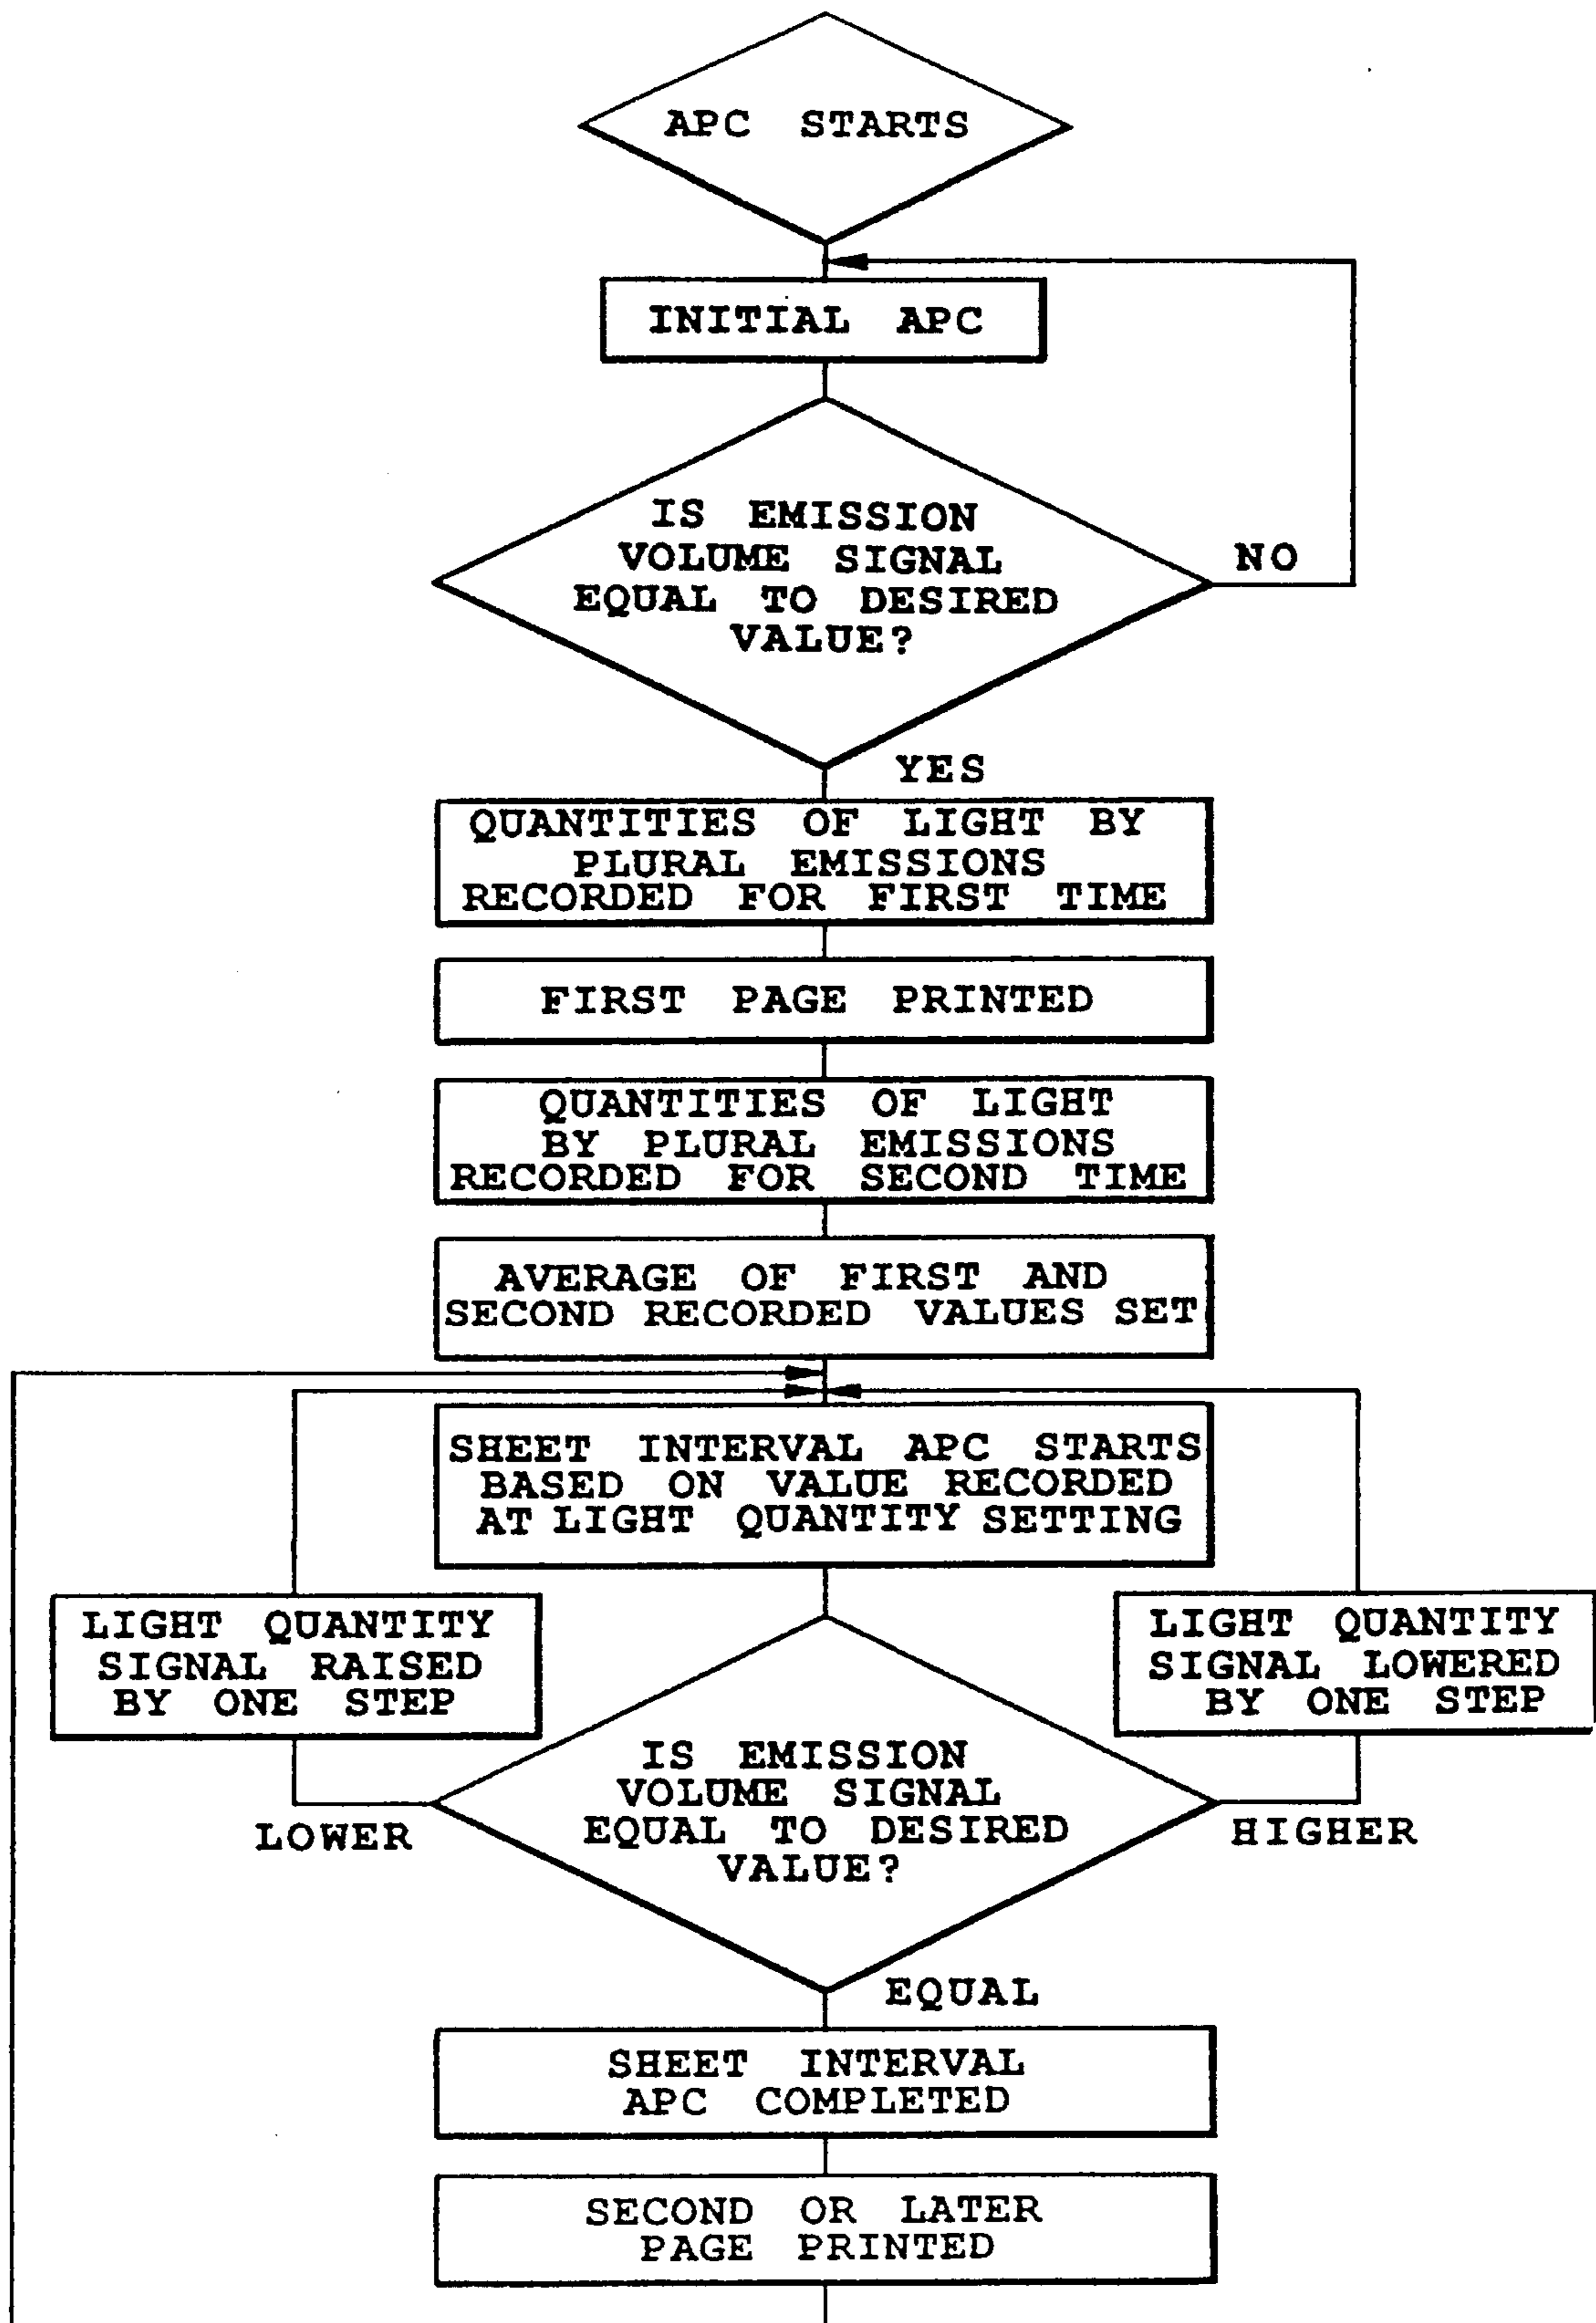 APC STARTS
INITIAL APC
IS EMISSION
VOLUME SIGNAL
EQUAL TO DESIRED
VALUE?
NO
YES
QUANTITIES OF LIGHT BY
PLURAL EMISSIONS
RECORDED FOR FIRST TIME
FIRST PAGE PRINTED
QUANTITIES OF LIGHT
BY PLURAL EMISSIONS
RECORDED FOR SECOND TIME
AVERAGE OF FIRST AND
SECOND RECORDED VALUES SET
SHEET INTERVAL APC STARTS
BASED ON VALUE RECORDED
AT LIGHT QUANTITY SETTING
LIGHT QUANTITY
SIGNAL RAISED
BY ONE STEP
LIGHT QUANTITY
SIGNAL LOWERED
BY ONE STEP
IS EMISSION
VOLUME SIGNAL
EQUAL TO DESIRED
VALUE?
LOWER
HIGHER
EQUAL
SHEET INTERVAL
APC COMPLETED
SECOND OR LATER
PAGE PRINTED